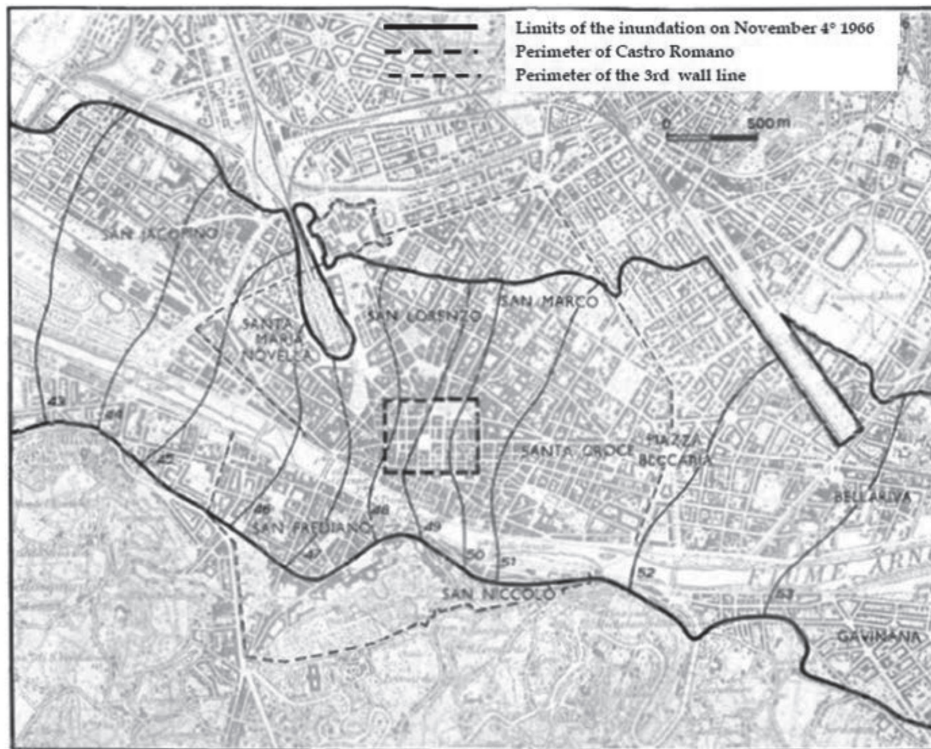 Limits of the inundation on November 4° 1966
Perimeter of Castro Romano
Perimeter of the 3rd wall line
0 500 m
SAN JACOPINO
SANTA
MARIA
NOVELLA
SAN LORENZO
SAN MARCO
43
44
45
46
47
48
49
50
51
52
53
SANTA CROCE
PIAZZA
BECCARIA
BELLARIVA
SAN FREDIANO
SAN NICCOLO
FIUME ARNO
GAVINANA